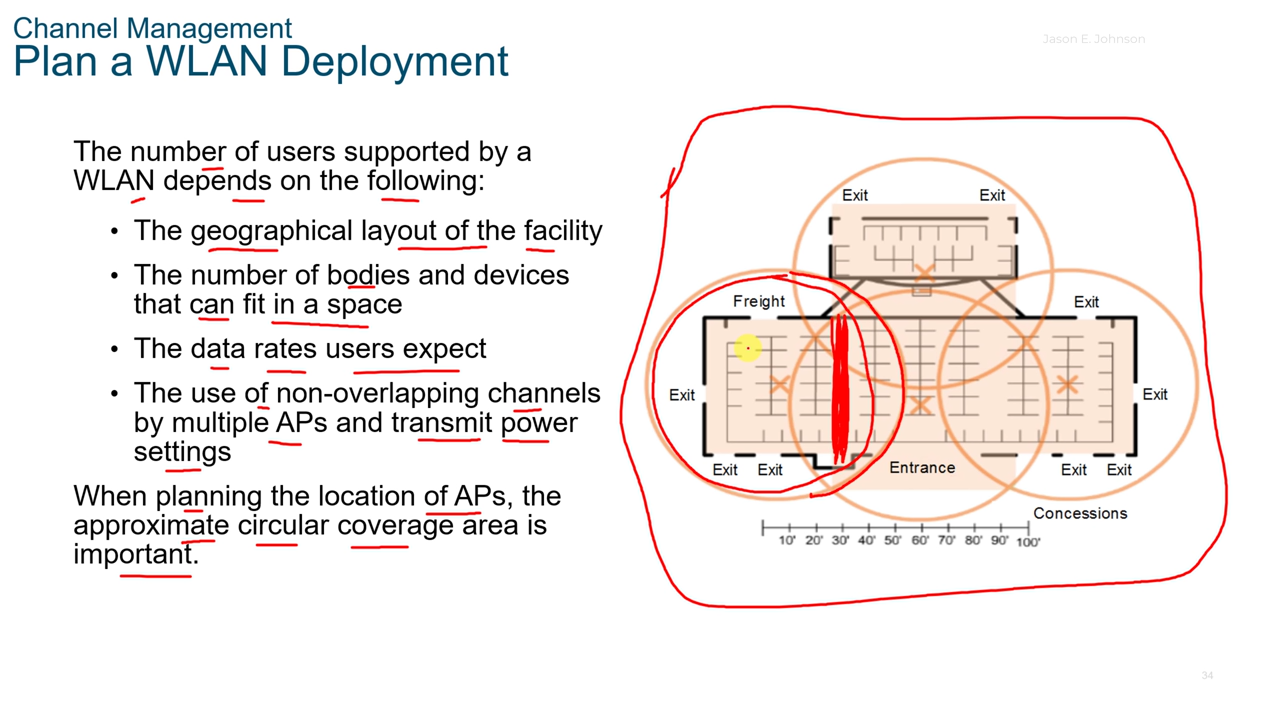 Channel Management
Plan a WLAN Deployment
Jason E. Johnson
The number of users supported by a
WLAN depends on the following:
• The geographical layout of the facility
• The number of bodies and devices
that can fit in a space
• The data rates users expect
• The use of non-overlapping channels
by multiple APs and transmit power
settings
When planning the location of APs, the
approximate circular coverage area is
important.
Exit Exit
Freight Exit
Exit Exit
Exit Exit Entrance Exit Exit
Concessions
10' 20' 30' 40' 50' 60' 70' 80' 90' 100'
34